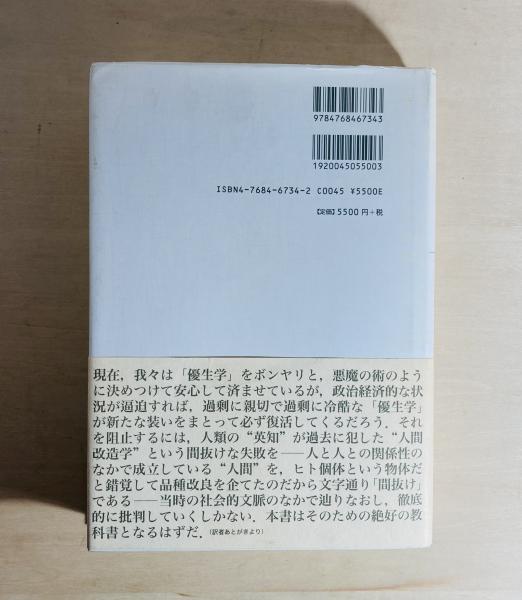 9784768467343
1920045055003
ISBN4-7684-6734-2 C0045 ¥5500E
【定価】5500円+税
現在，我々は「優生学」をボンヤリと，悪魔の術のよう
に決めつけて安心して済ませているが，政治経済的な状
況が逼迫すれば，過剰に親切で過剰に冷酷な「優生学」
が新たな装いをまとって必ず復活してくるだろう．それ
を阻止するには，人類の“英知”が過去に犯した“人間
改造学”という間抜けな失敗を——人と人との関係性の
なかで成立している“人間”を，ヒト個体という物体だ
と錯覚して品種改良を企てたのだから文字通り「間抜け」
である——当時の社会的文脈のなかで辿りなおし，徹底
的に批判していくしかない．本書はそのための絶好の教
科書となるはずだ．（訳者あとがきより）